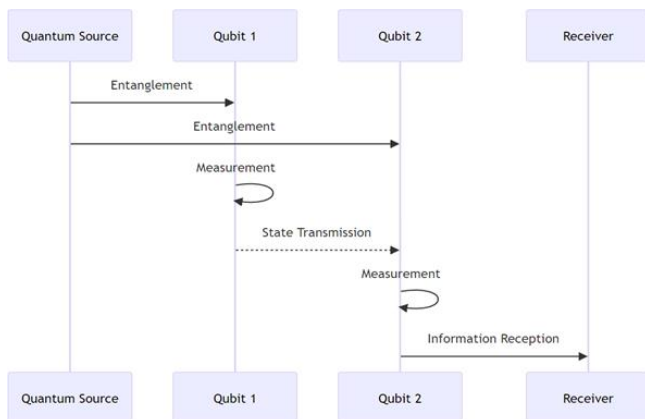 Quantum Source
Qubit 1
Qubit 2
Receiver
Entanglement
Entanglement
Measurement
State Transmission
Measurement
Information Reception
Quantum Source
Qubit 1
Qubit 2
Receiver